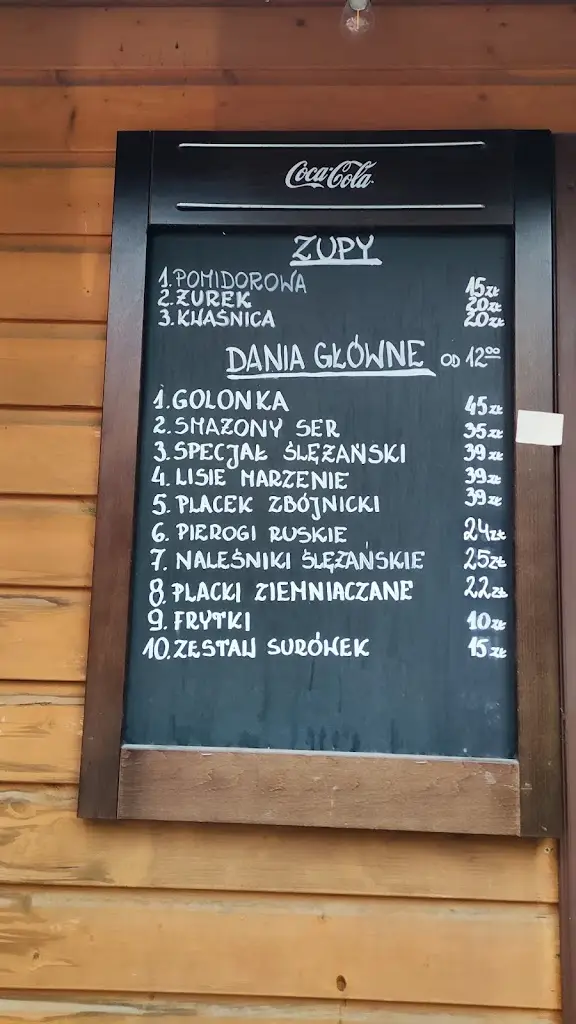 Coca-Cola
ZUPY
1. POMIDOROWA 15zł
2. ŻUREK 20zł
3. KWAŚNICA 20zł
DANIA GŁÓWNE OD 12⁰⁰
1. GOLONKA 45zł
2. SMAŻONY SER 35zł
3. SPECJAŁ ŚLĘŻAŃSKI 39zł
4. LISIE MARZENIE 39zł
5. PLACEK ZBÓJNICKI 39zł
6. PIEROGI RUSKIE 24zł
7. NALEŚNIKI ŚLĘŻAŃSKIE 25zł
8. PLACKI ZIEMNIACZANE 22zł
9. FRYTKI 10zł
10. ZESTAW SURÓWEK 15zł